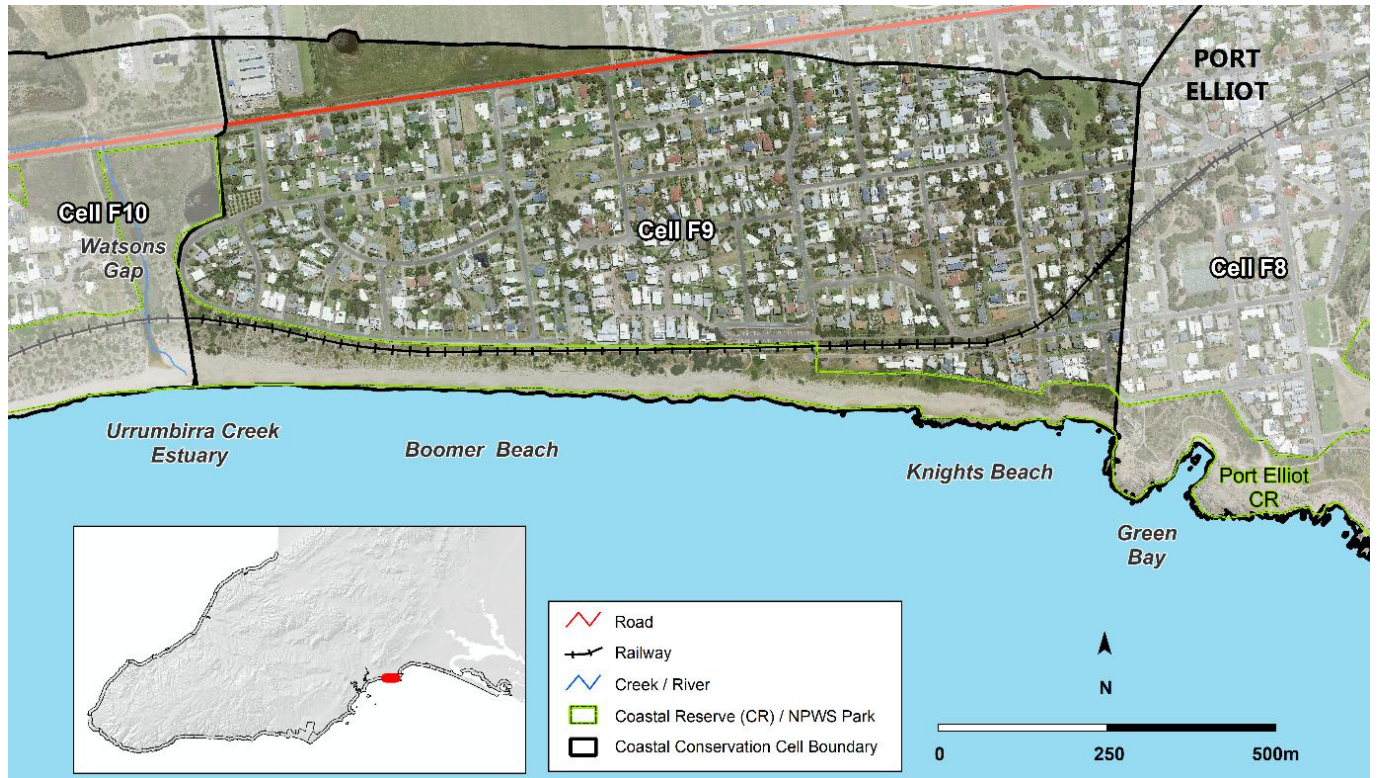 PORT
ELLIOT
Cell F10
Watsons
Gap
Cell F9
Cell F8
Urrumbirra Creek
Estuary
Boomer Beach
Knights Beach
Port Elliot
CR
Green
Bay
Road
Railway
Creek / River
Coastal Reserve (CR) / NPWS Park
Coastal Conservation Cell Boundary
N
0 250 500m